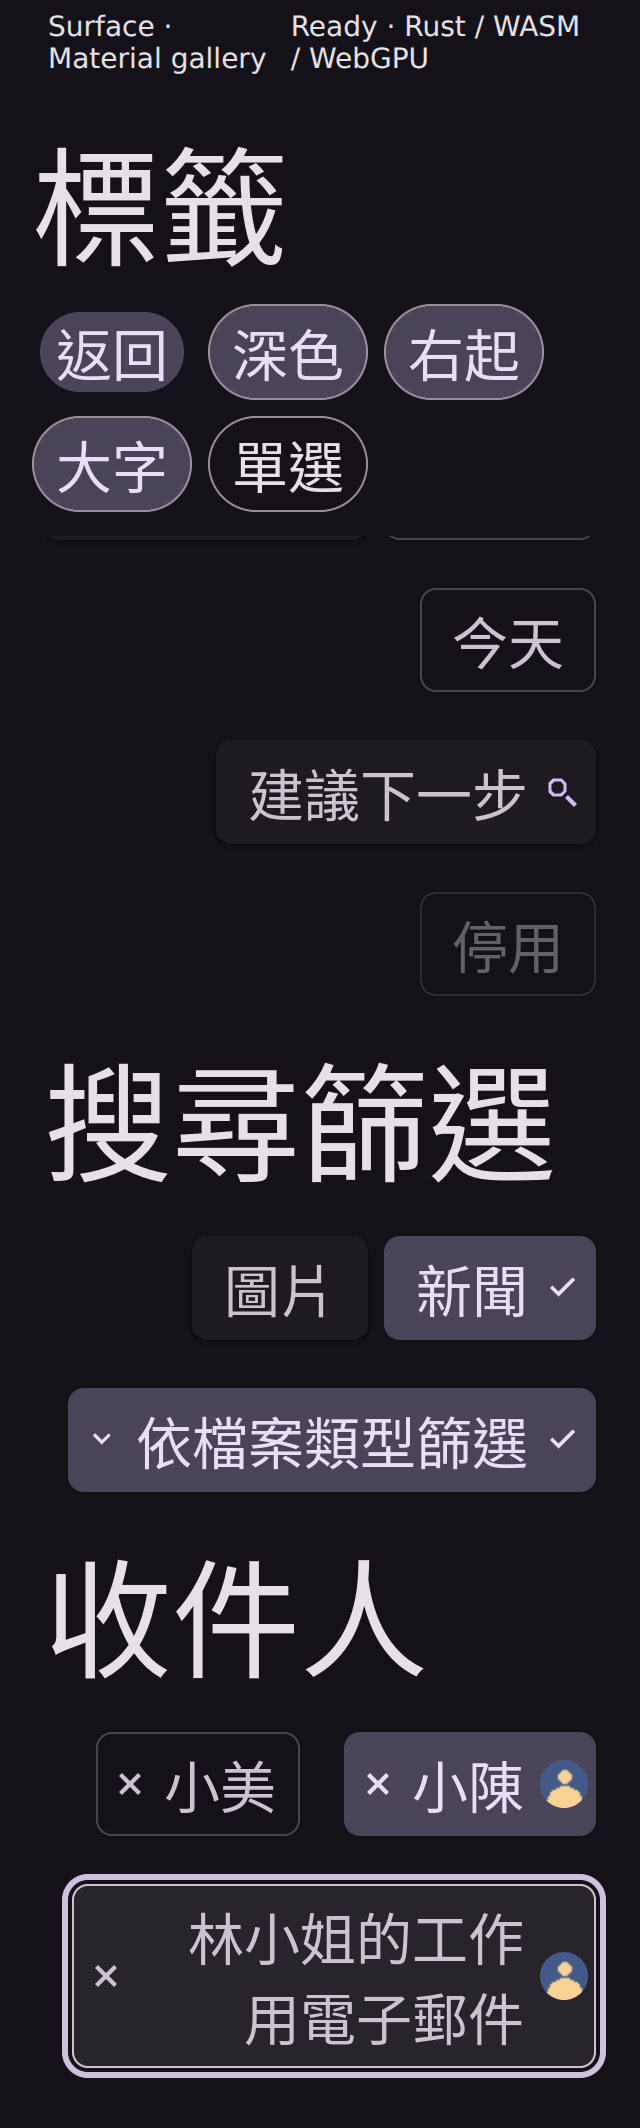 Surface ·
Material gallery
Ready · Rust / WASM
/ WebGPU
標籤
返回
深色
右起
大字
單選
今天
建議下一步
停用
搜尋篩選
圖片
新聞
依檔案類型篩選
收件人
小美
小陳
林小姐的工作
用電子郵件